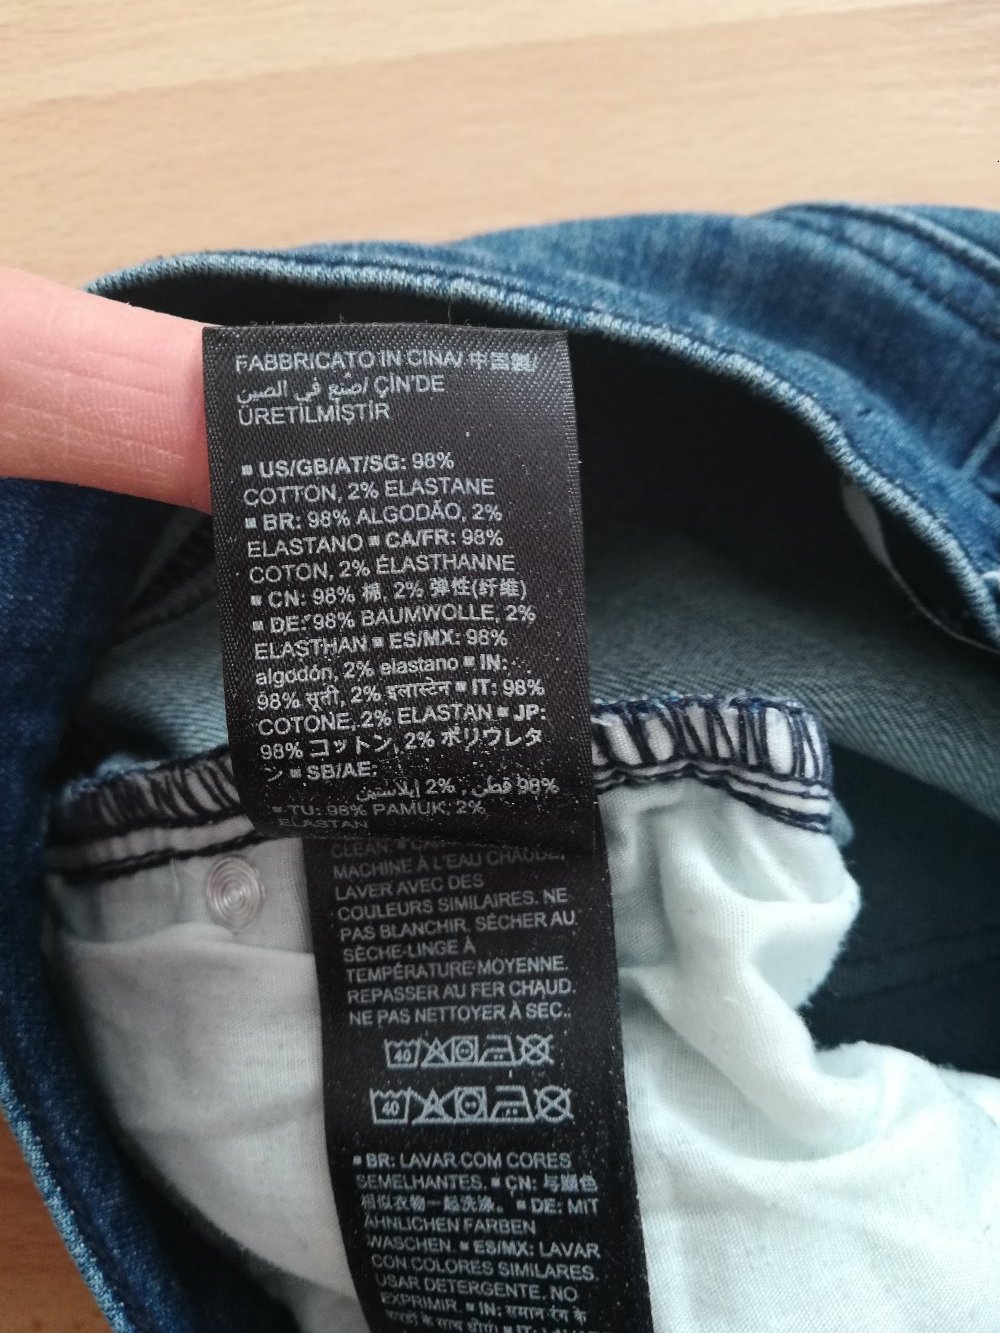 FABBRICATO IN CINA/ 中国製/
صنع في الصين/ ÇİN'DE
ÜRETİLMİŞTİR
▪ US/GB/AT/SG: 98%
COTTON, 2% ELASTANE
▪ BR: 98% ALGODÃO, 2%
ELASTANO ▪ CA/FR: 98%
COTON, 2% ÉLASTHANNE
▪ CN: 98% 棉, 2% 弹性(纤维)
▪ DE: 98% BAUMWOLLE, 2%
ELASTHAN ▪ ES/MX: 98%
algodón, 2% elastano ▪ IN:
98% सूती, 2% इलास्टेन ▪ IT: 98%
COTONE, 2% ELASTAN ▪ JP:
98% コットン, 2% ポリウレタ
ン ▪ SB/AE:
98% قطن , 2% إيلاستين
▪ TU: 98% PAMUK, 2%
ELASTAN
CLEAN. ▪
MACHINE À L'EAU CHAUDE,
LAVER AVEC DES
COULEURS SIMILAIRES. NE
PAS BLANCHIR, SÉCHER AU
SÈCHE-LINGE À
TEMPÉRATURE MOYENNE.
REPASSER AU FER CHAUD.
NE PAS NETTOYER À SEC..
40
40
▪ BR: LAVAR COM CORES
SEMELHANTES. ▪ CN: 与颜色
相似衣物一起洗涤。 ▪ DE: MIT
ÄHNLICHEN FARBEN
WASCHEN. ▪ ES/MX: LAVAR
CON COLORES SIMILARES.
USAR DETERGENTE. NO
EXPRIMIR. ▪ IN: समान रंग के
कपड़ों के साथ धोएं ▪ IT: LAVARE